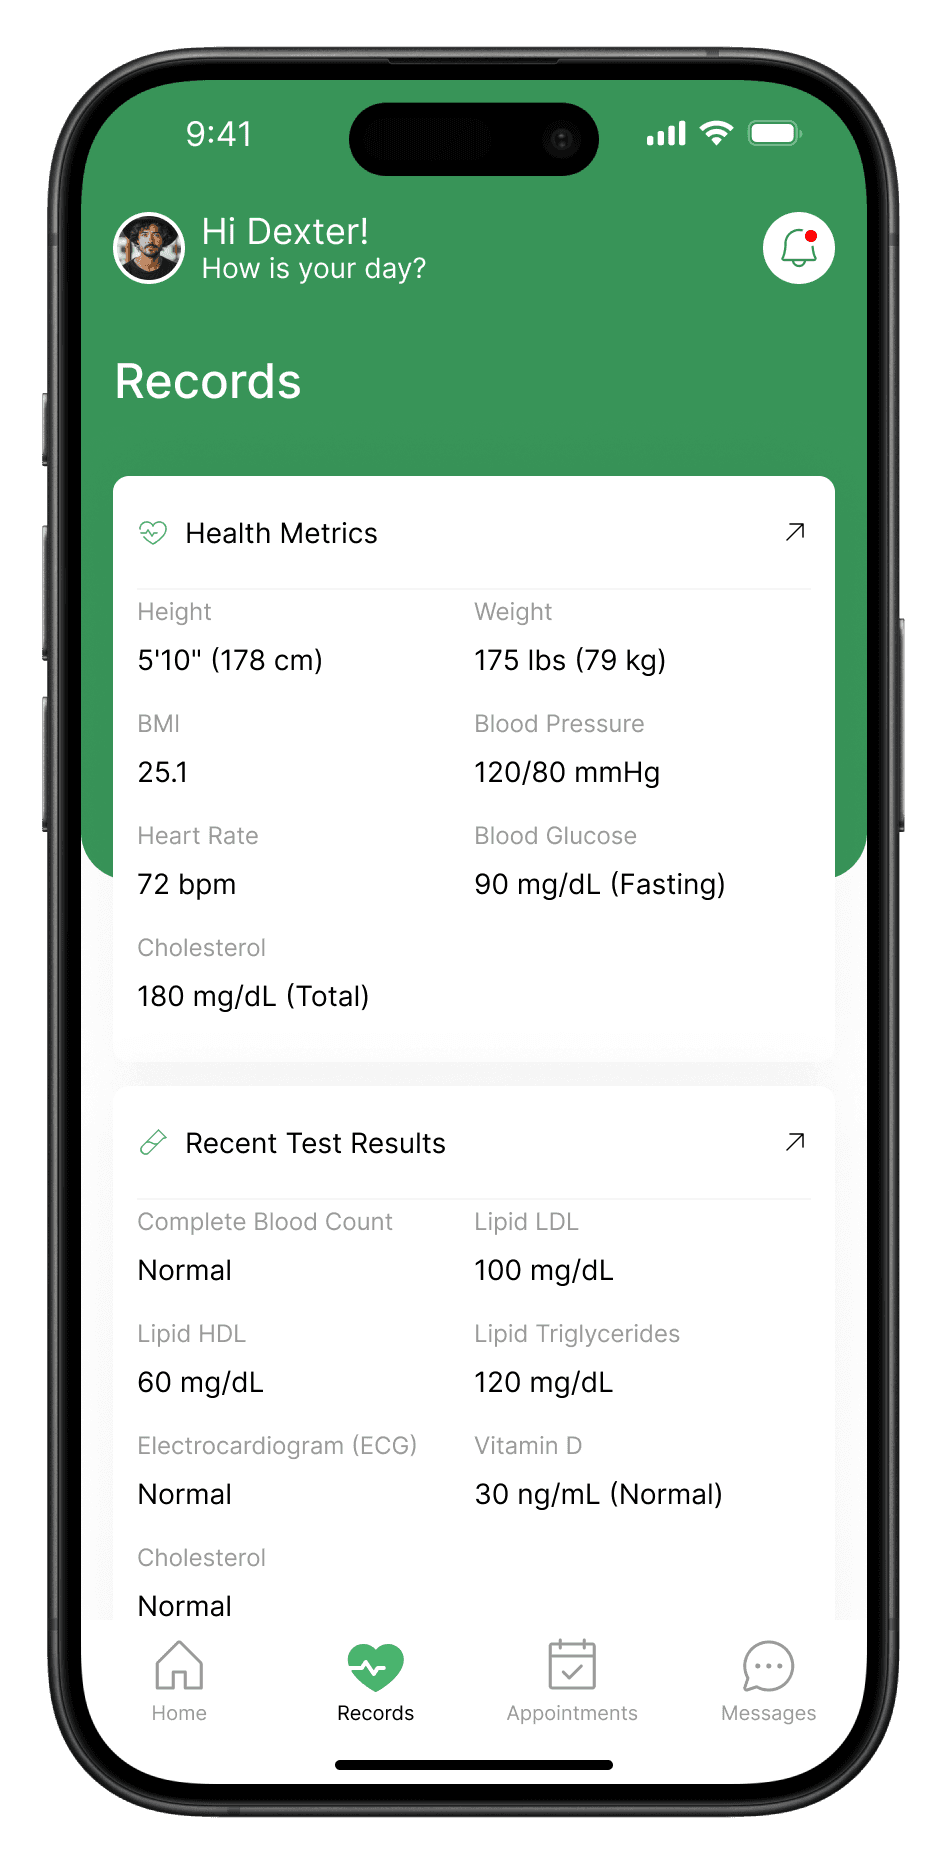 9:41
Hi Dexter!
How is your day?
Records
Health Metrics
Height
Weight
5'10" (178 cm)
175 lbs (79 kg)
BMI
Blood Pressure
25.1
120/80 mmHg
Heart Rate
Blood Glucose
72 bpm
90 mg/dL (Fasting)
Cholesterol
180 mg/dL (Total)
Recent Test Results
Complete Blood Count
Lipid LDL
Normal
100 mg/dL
Lipid HDL
Lipid Triglycerides
60 mg/dL
120 mg/dL
Electrocardiogram (ECG)
Vitamin D
Normal
30 ng/mL (Normal)
Cholesterol
Normal
Home
Records
Appointments
Messages